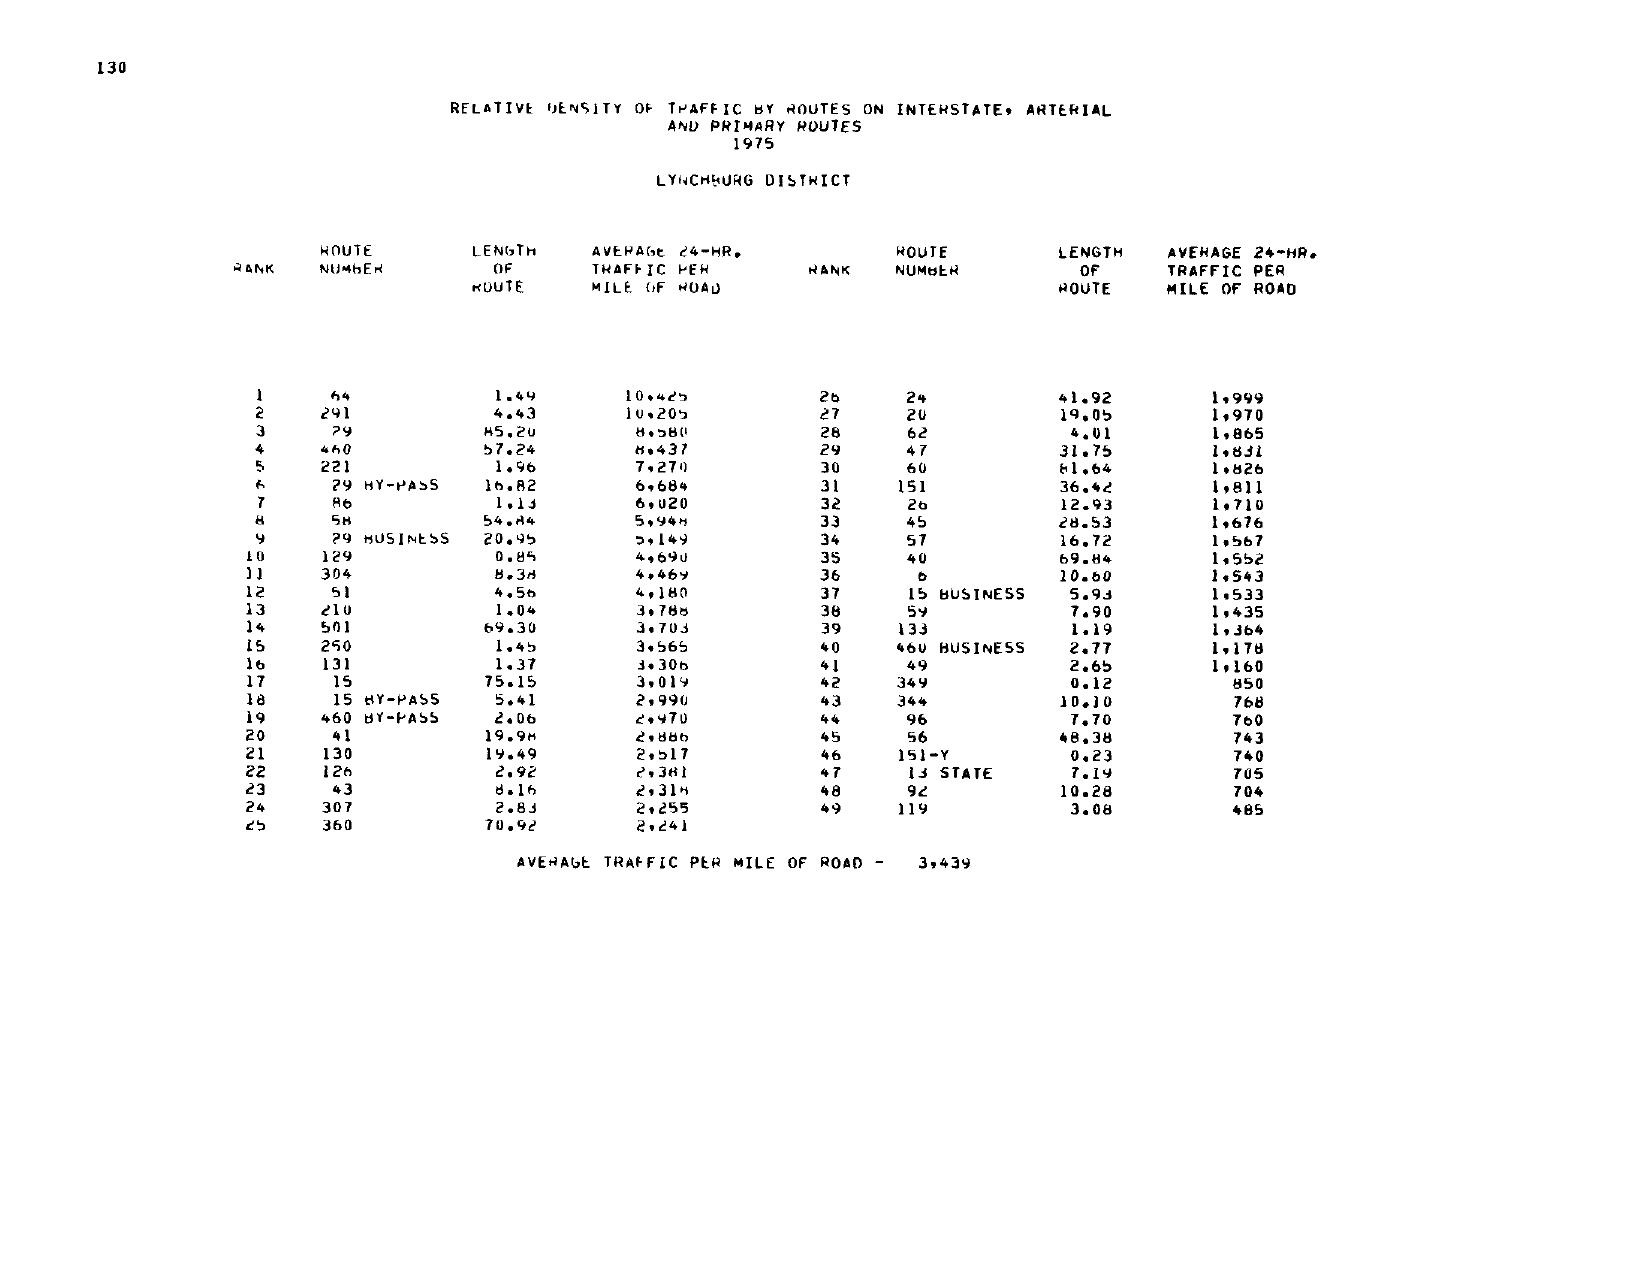 130
RELATIVE DENSITY OF TRAFFIC BY ROUTES ON INTERSTATE, ARTERIAL
AND PRIMARY ROUTES
1975
LYNCHBURG DISTRICT
ROUTE LENGTH AVERAGE 24-HR. ROUTE LENGTH AVERAGE 24-HR.
RANK NUMBER OF TRAFFIC PER RANK NUMBER OF TRAFFIC PER
ROUTE MILE OF ROAD ROUTE MILE OF ROAD
1 64 1.49 10,425 26 24 41.92 1,999
2 291 4.43 10,205 27 20 19.05 1,970
3 29 85.20 8,580 28 62 4.01 1,865
4 460 57.24 8,437 29 47 31.75 1,831
5 221 1.96 7,270 30 60 81.64 1,826
6 29 BY-PASS 16.82 6,684 31 151 36.42 1,811
7 86 1.13 6,020 32 26 12.93 1,710
8 58 54.84 5,948 33 45 28.53 1,676
9 29 BUSINESS 20.95 5,149 34 57 16.72 1,567
10 129 0.85 4,690 35 40 69.84 1,552
11 304 8.38 4,469 36 6 10.60 1,543
12 51 4.56 4,180 37 15 BUSINESS 5.93 1,533
13 210 1.04 3,788 38 59 7.90 1,435
14 501 69.30 3,703 39 133 1.19 1,364
15 250 1.45 3,565 40 460 BUSINESS 2.77 1,178
16 131 1.37 3,306 41 49 2.65 1,160
17 15 75.15 3,019 42 349 0.12 850
18 15 BY-PASS 5.41 2,990 43 344 10.10 768
19 460 BY-PASS 2.06 2,970 44 96 7.70 760
20 41 19.98 2,886 45 56 48.38 743
21 130 19.49 2,517 46 151-Y 0.23 740
22 126 2.92 2,381 47 13 STATE 7.19 705
23 43 8.16 2,318 48 92 10.28 704
24 307 2.83 2,255 49 119 3.08 485
25 360 70.92 2,241
AVERAGE TRAFFIC PER MILE OF ROAD - 3,439